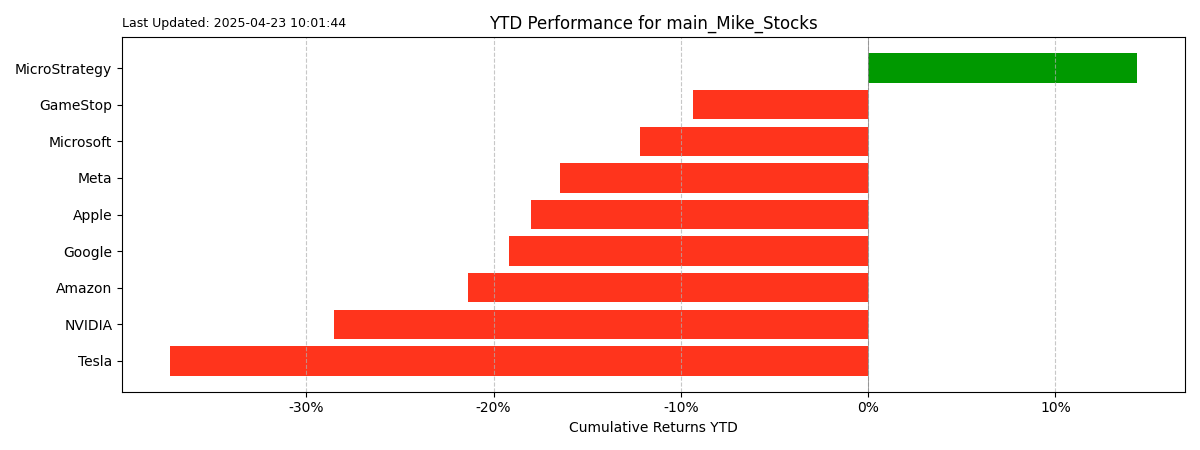 Last Updated: 2025-04-23 10:01:44
YTD Performance for main_Mike_Stocks
MicroStrategy
GameStop
Microsoft
Meta
Apple
Google
Amazon
NVIDIA
Tesla
-30% -20% -10% 0% 10%
Cumulative Returns YTD